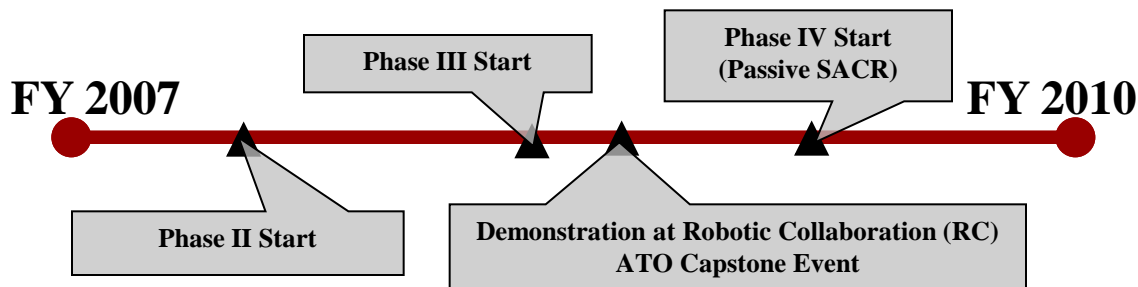 Phase III Start
Phase IV Start
(Passive SACR)
FY 2007
FY 2010
Phase II Start
Demonstration at Robotic Collaboration (RC)
ATO Capstone Event